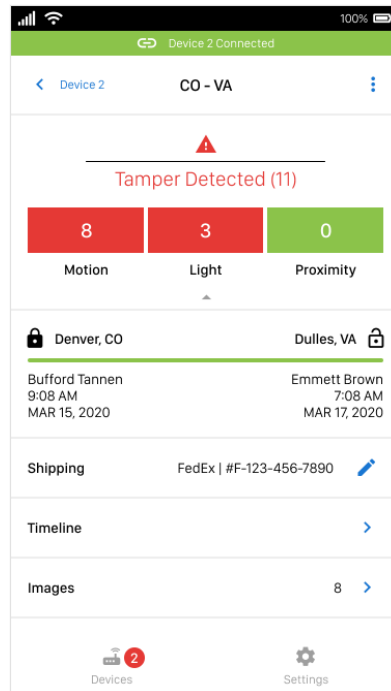 100%
Device 2 Connected
Device 2 CO - VA
Tamper Detected (11)
8 3 0
Motion Light Proximity
Denver, CO Dulles, VA
Bufford Tannen Emmett Brown
9:08 AM 7:08 AM
MAR 15, 2020 MAR 17, 2020
Shipping FedEx | #F-123-456-7890
Timeline
Images 8
2
Devices Settings